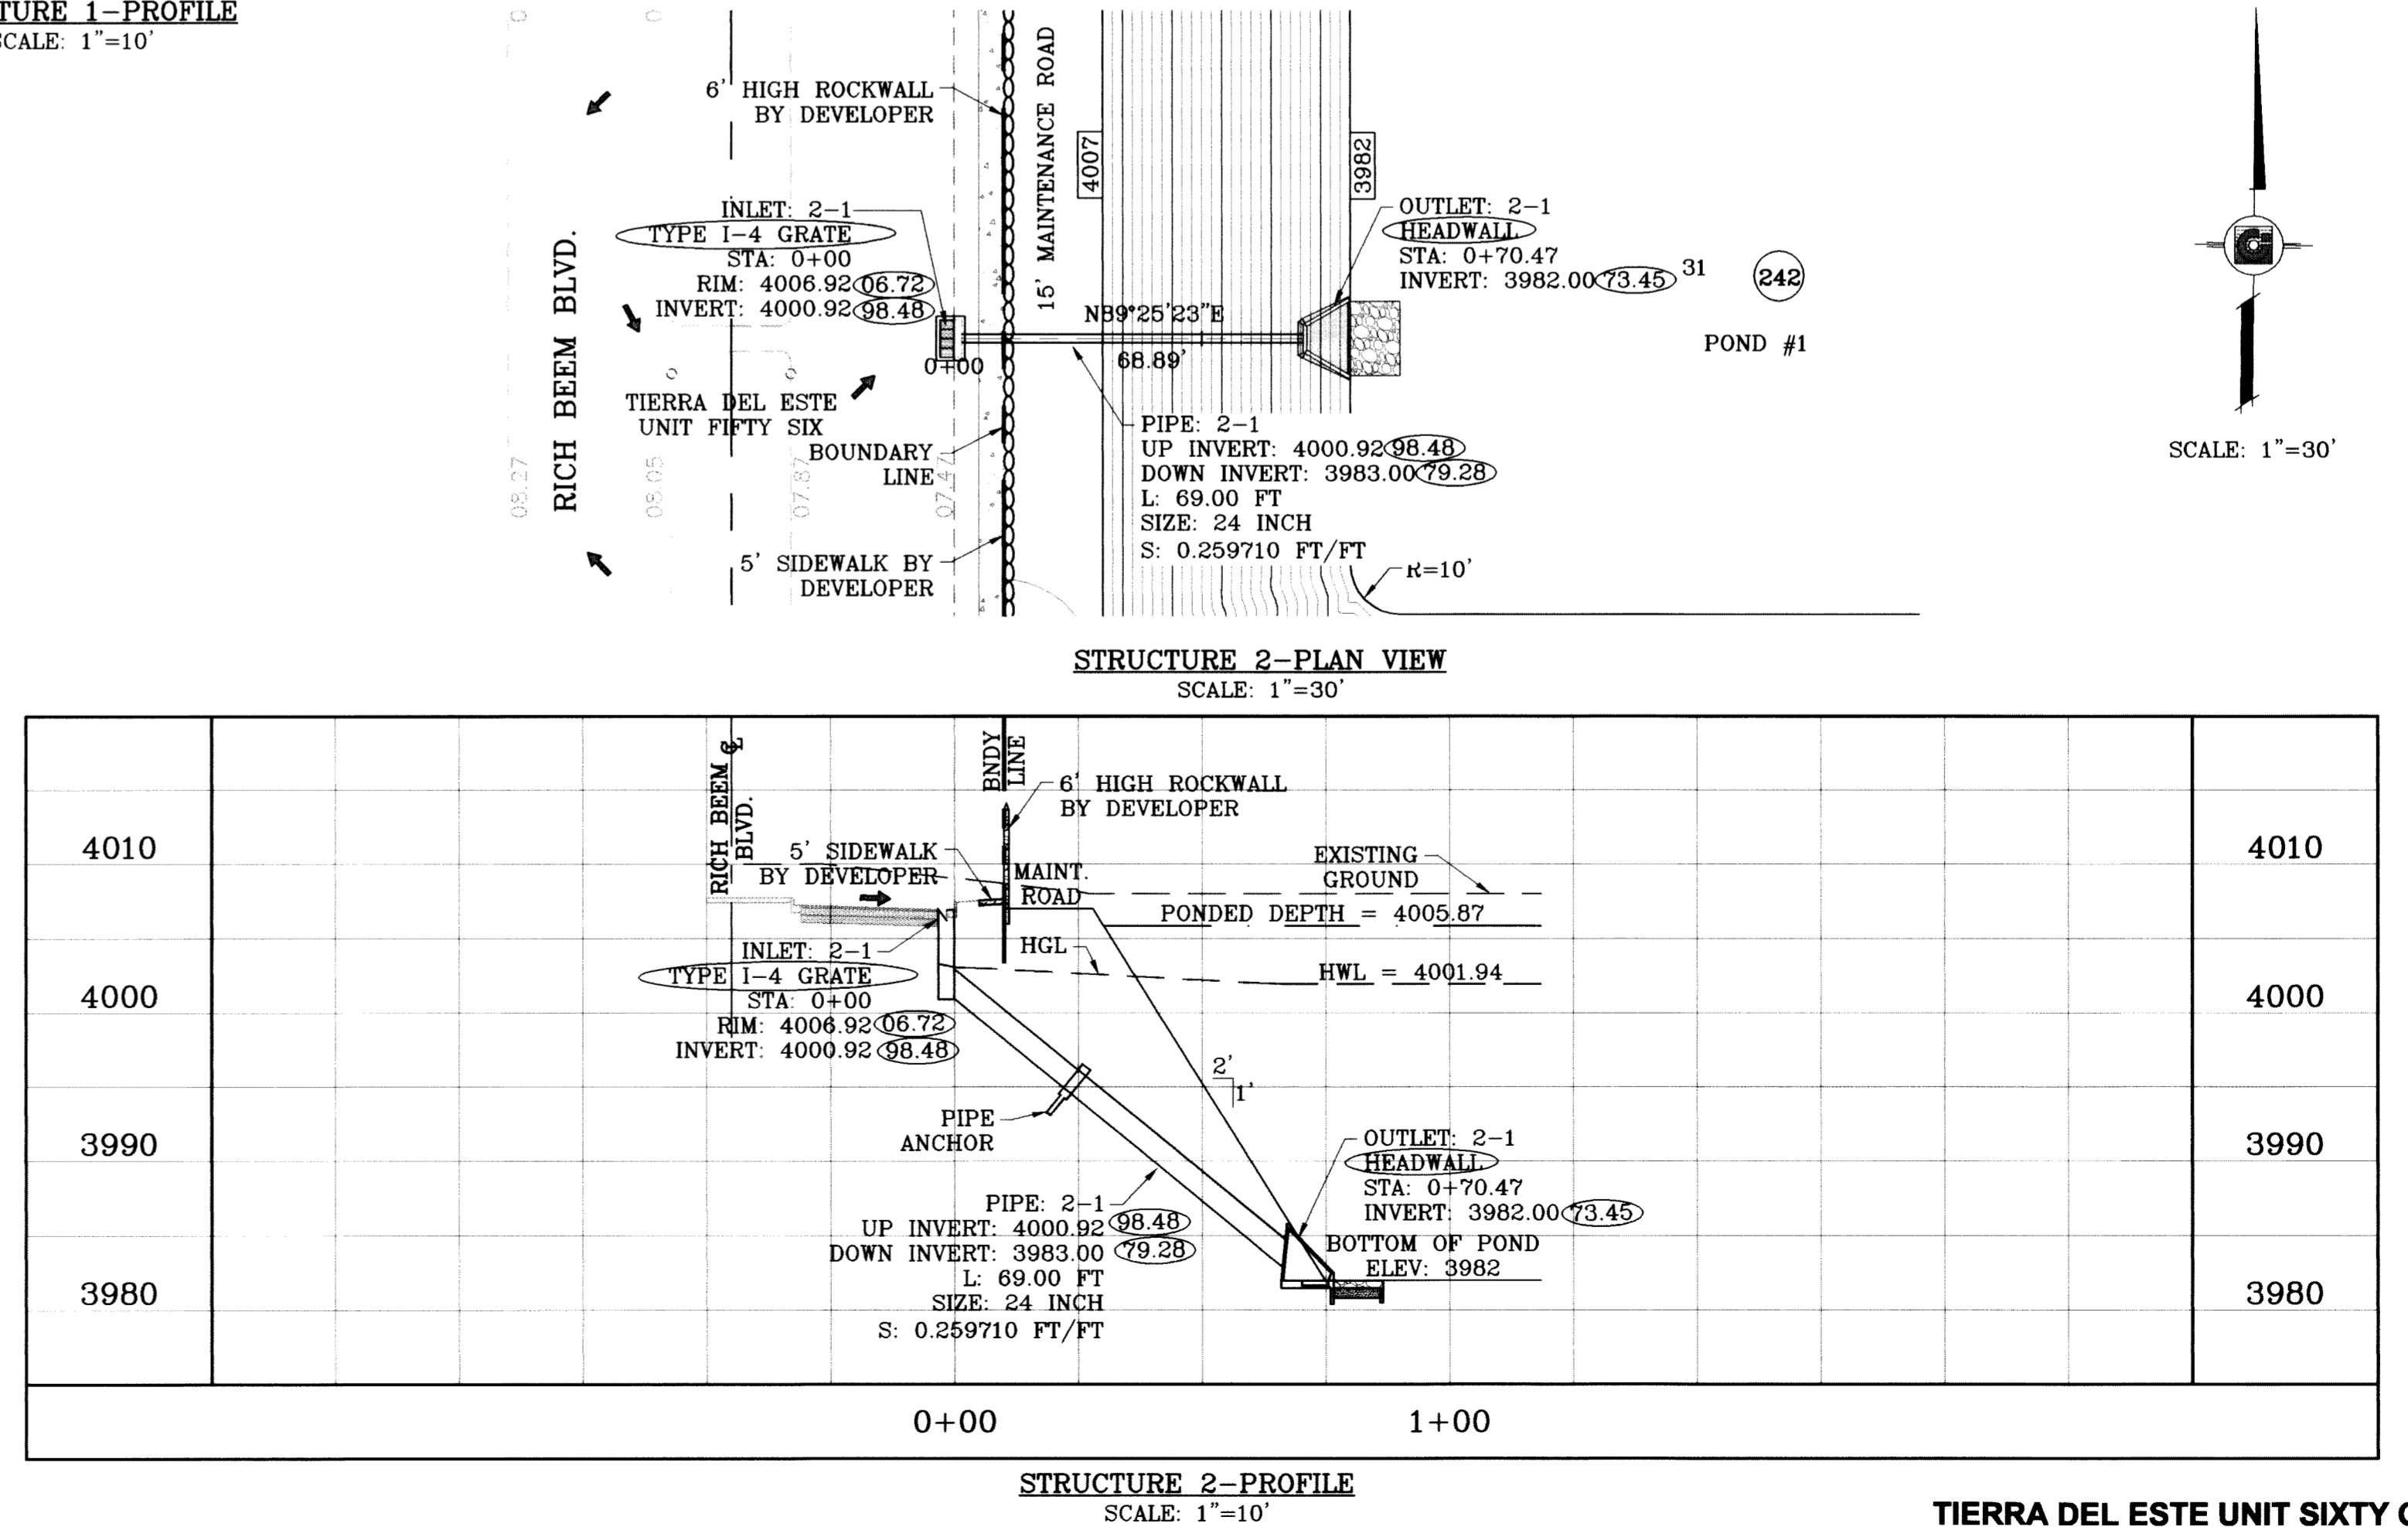 TURE 1-PROFILE
SCALE: 1"=10'
6' HIGH ROCKWALL
BY DEVELOPER
15' MAINTENANCE ROAD
4007
3982
INLET: 2-1
TYPE I-4 GRATE
STA: 0+00
RIM: 4006.92 06.72
INVERT: 4000.92 98.48
OUTLET: 2-1
HEADWALL
STA: 0+70.47
INVERT: 3982.00 73.45 31
242
POND #1
RICH BEEM BLVD.
N89°25'23"E
68.89'
0+00
TIERRA DEL ESTE
UNIT FIFTY SIX
BOUNDARY
LINE
08.27
08.05
07.87
07.47
PIPE: 2-1
UP INVERT: 4000.92 98.48
DOWN INVERT: 3983.00 79.28
L: 69.00 FT
SIZE: 24 INCH
S: 0.259710 FT/FT
5' SIDEWALK BY
DEVELOPER
R=10'
SCALE: 1"=30'
STRUCTURE 2-PLAN VIEW
SCALE: 1"=30'
RICH BEEM ℄
BLVD.
BNDY
LINE
6' HIGH ROCKWALL
BY DEVELOPER
4010
4010
5' SIDEWALK
BY DEVELOPER
MAINT.
ROAD
EXISTING
GROUND
PONDED DEPTH = 4005.87
HGL
HWL = 4001.94
INLET: 2-1
TYPE I-4 GRATE
STA: 0+00
RIM: 4006.92 06.72
INVERT: 4000.92 98.48
4000
4000
2'
1'
PIPE
ANCHOR
3990
3990
OUTLET: 2-1
HEADWALL
STA: 0+70.47
INVERT: 3982.00 73.45
BOTTOM OF POND
ELEV: 3982
PIPE: 2-1
UP INVERT: 4000.92 98.48
DOWN INVERT: 3983.00 79.28
L: 69.00 FT
SIZE: 24 INCH
S: 0.259710 FT/FT
3980
3980
0+00
1+00
STRUCTURE 2-PROFILE
SCALE: 1"=10'
TIERRA DEL ESTE UNIT SIXTY